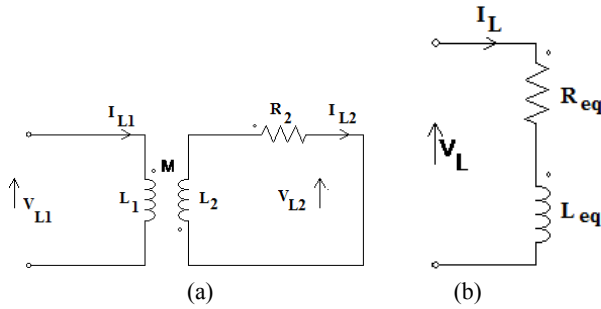 I_L1
R_2
I_L2
M
V_L1
L_1
L_2
V_L2
(a)
I_L
R_eq
V_L
L_eq
(b)